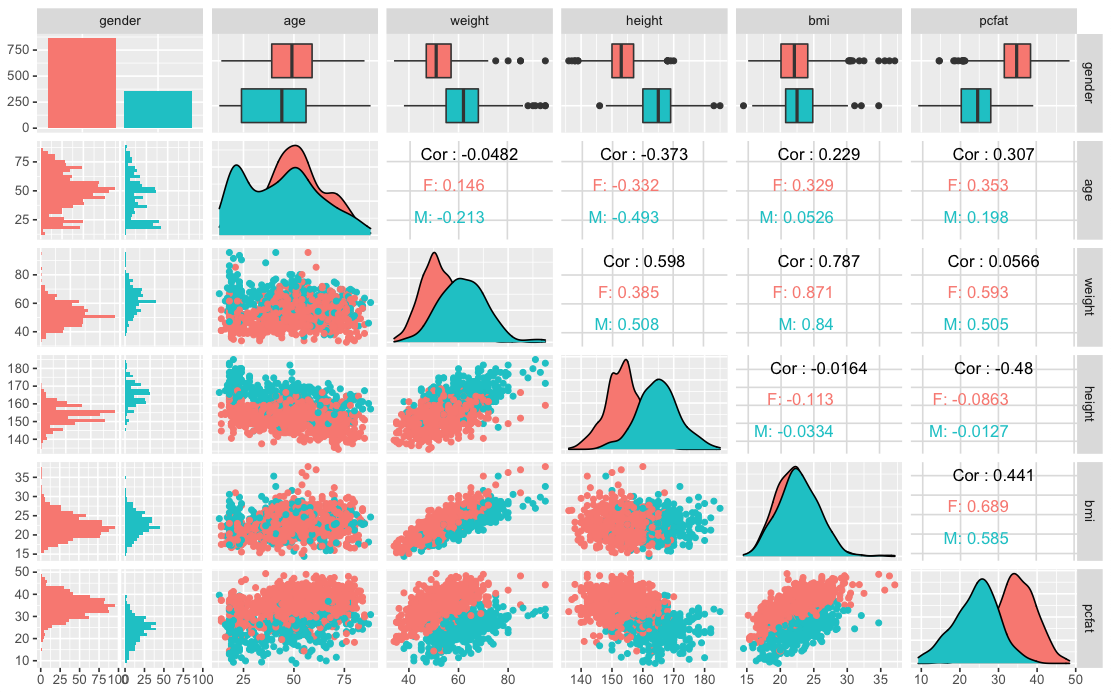 gender age weight height bmi pcfat
750
500
250
0
gender
75
50
25
Cor : -0.0482
F: 0.146
M: -0.213
Cor : -0.373
F: -0.332
M: -0.493
Cor : 0.229
F: 0.329
M: 0.0526
Cor : 0.307
F: 0.353
M: 0.198
age
80
60
40
Cor : 0.598
F: 0.385
M: 0.508
Cor : 0.787
F: 0.871
M: 0.84
Cor : 0.0566
F: 0.593
M: 0.505
weight
180
170
160
150
140
Cor : -0.0164
F: -0.113
M: -0.0334
Cor : -0.48
F: -0.0863
M: -0.0127
height
35
30
25
20
15
Cor : 0.441
F: 0.689
M: 0.585
bmi
50
40
30
20
10
pcfat
0 25 50 75 100 0 25 50 75 100 25 50 75 40 60 80 140 150 160 170 180 15 20 25 30 35 10 20 30 40 50